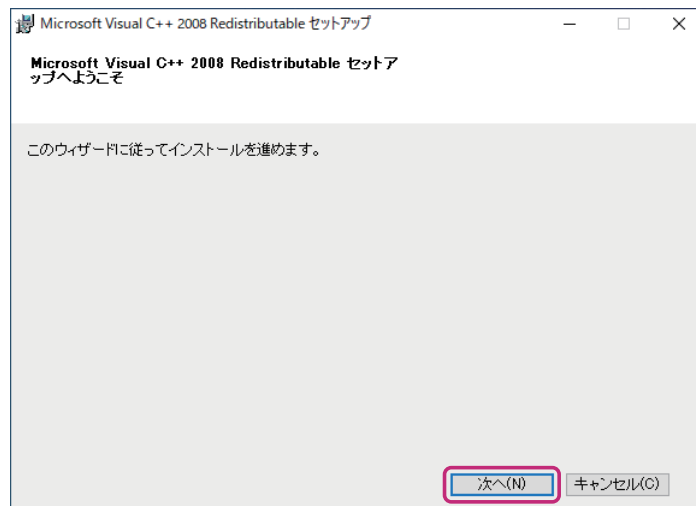 Microsoft Visual C++ 2008 Redistributable セットアップ
Microsoft Visual C++ 2008 Redistributable セットア
ップへようこそ
このウィザードに従ってインストールを進めます。
次へ(N)
キャンセル(C)